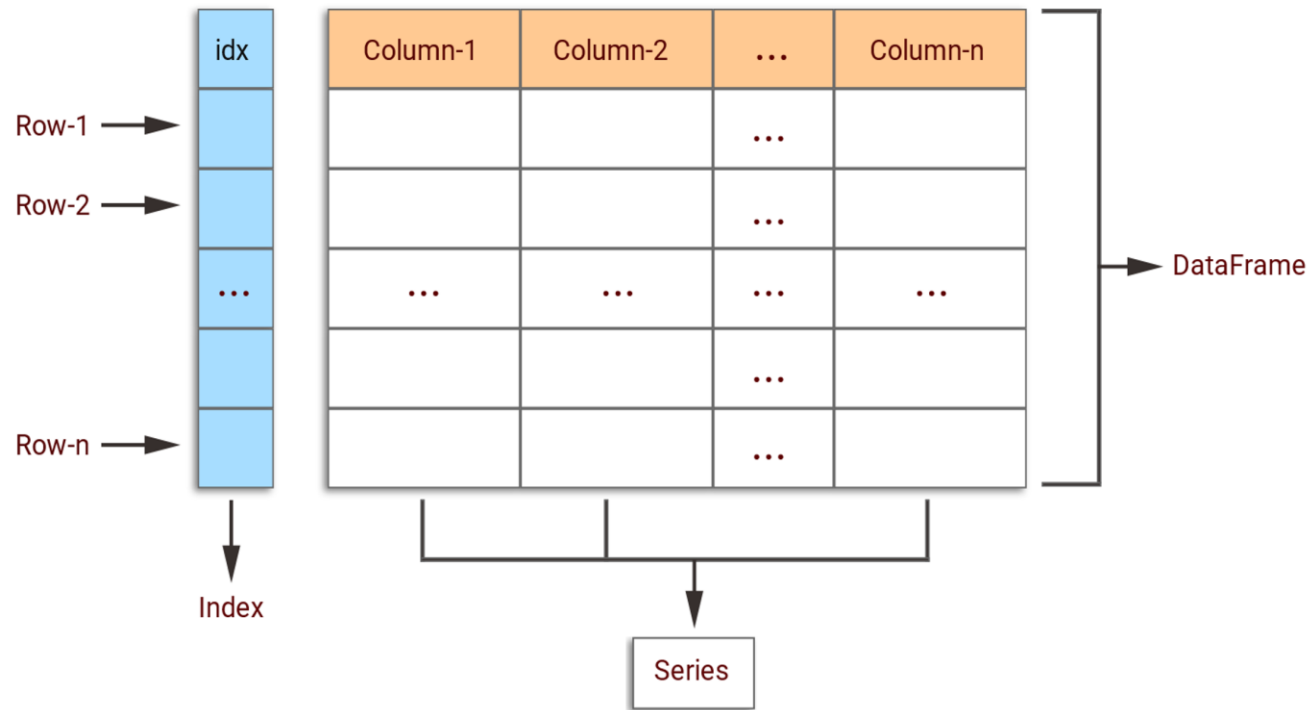 idx Column-1 Column-2 ... Column-n
Row-1 ...
Row-2 ...
... ... ... ... ...
...
Row-n ...
DataFrame
Index
Series